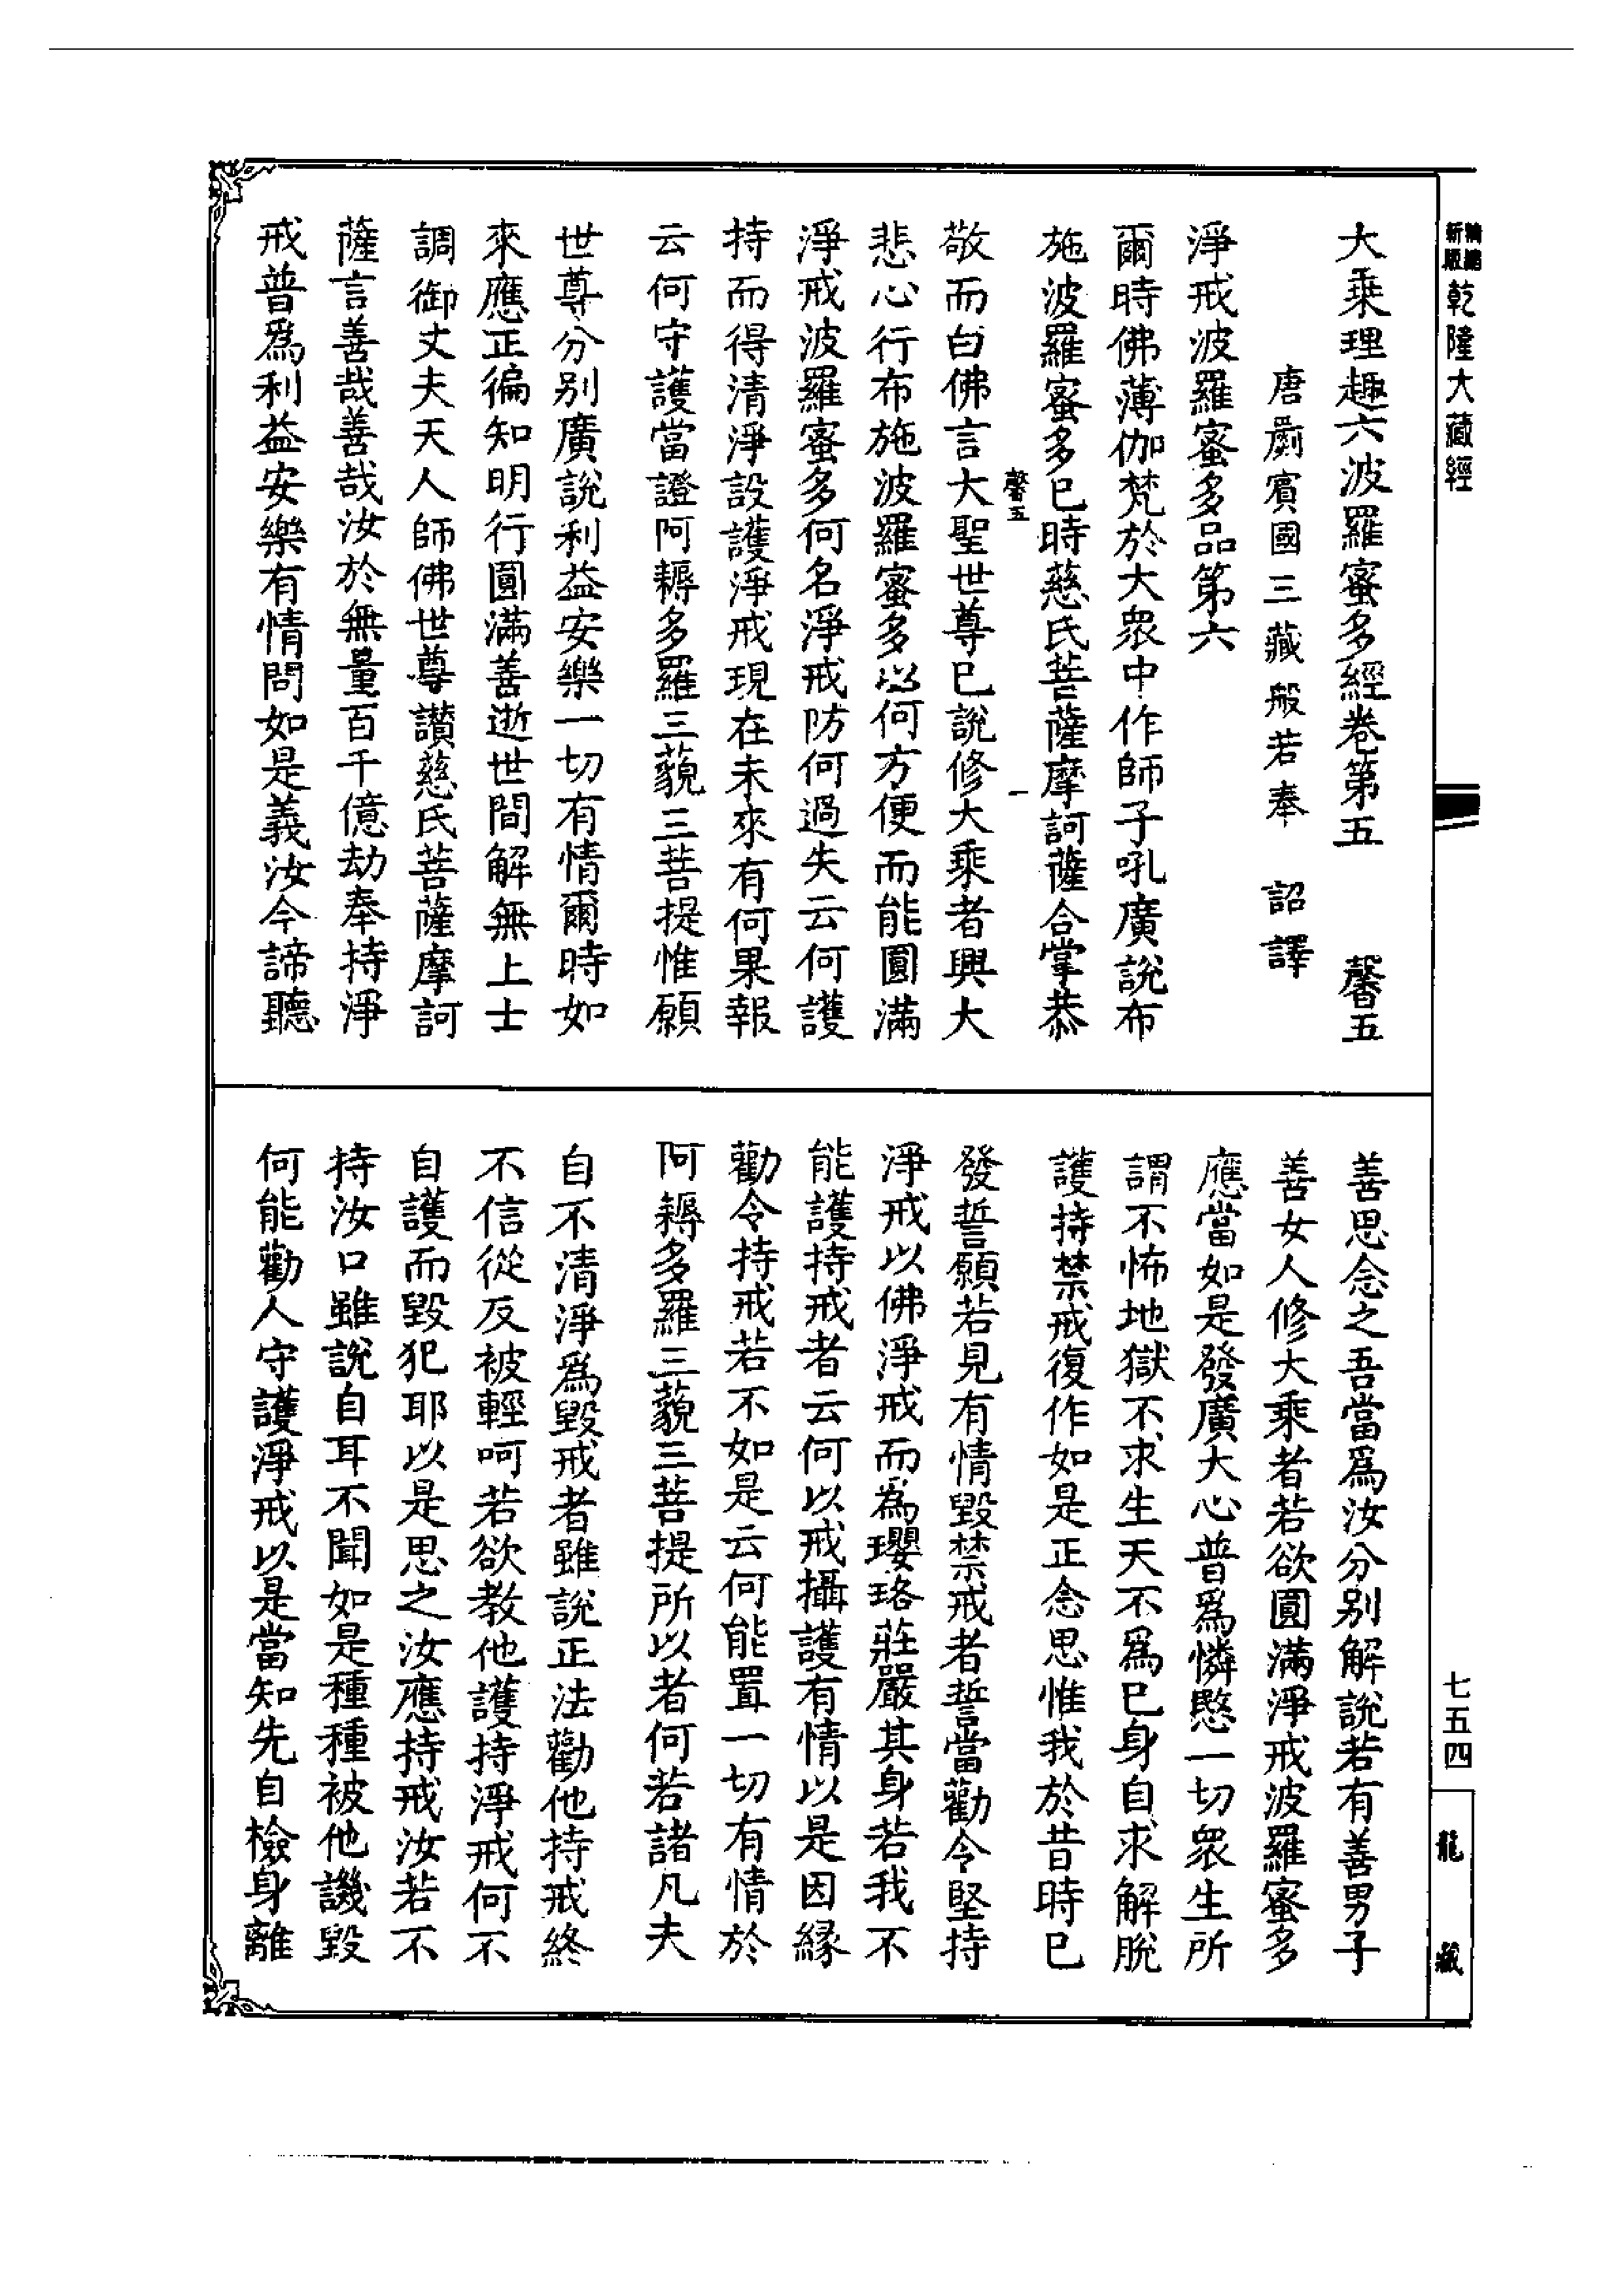 新版
乾隆大藏經
大乘理趣六波羅蜜多經卷第五　馨五
唐罽賓國三藏般若奉　詔譯
淨戒波羅蜜多品第六
爾時佛薄伽梵於大衆中作師子吼廣說布
施波羅蜜多已時慈氏菩薩摩訶薩合掌恭
馨五　一
敬而白佛言大聖世尊已說修大乘者興大
悲心行布施波羅蜜多以何方便而能圓滿
淨戒波羅蜜多何名淨戒防何過失云何護
持而得清淨設護淨戒現在未來有何果報
云何守護當證阿耨多羅三藐三菩提惟願
世尊分别廣說利益安樂一切有情爾時如
來應正徧知明行圓滿善逝世間解無上士
調御丈夫天人師佛世尊讚慈氏菩薩摩訶
薩言善哉善哉汝於無量百千億劫奉持淨
戒普爲利益安樂有情問如是義汝今諦聽
善思念之吾當爲汝分别解說若有善男子
善女人修大乘者若欲圓滿淨戒波羅蜜多
應當如是發廣大心普爲憐愍一切衆生所
謂不怖地獄不求生天不爲已身自求解脫
護持禁戒復作如是正念思惟我於昔時已
發誓願若見有情毀禁戒者誓當勸令堅持
淨戒以佛淨戒而為瓔珞莊嚴其身若我不
能護持戒者云何以戒攝護有情以是因緣
勸令持戒若不如是云何能置一切有情於
阿耨多羅三藐三菩提所以者何若諸凡夫
自不清淨爲毀戒者雖說正法勸他持戒終
不信從反被輕呵若欲教他護持淨戒何不
自護而毀犯耶以是思之汝應持戒汝若不
持汝口雖說自耳不聞如是種種被他譏毀
何能勸人守護淨戒以是當知先自檢身離
七五四
龍藏